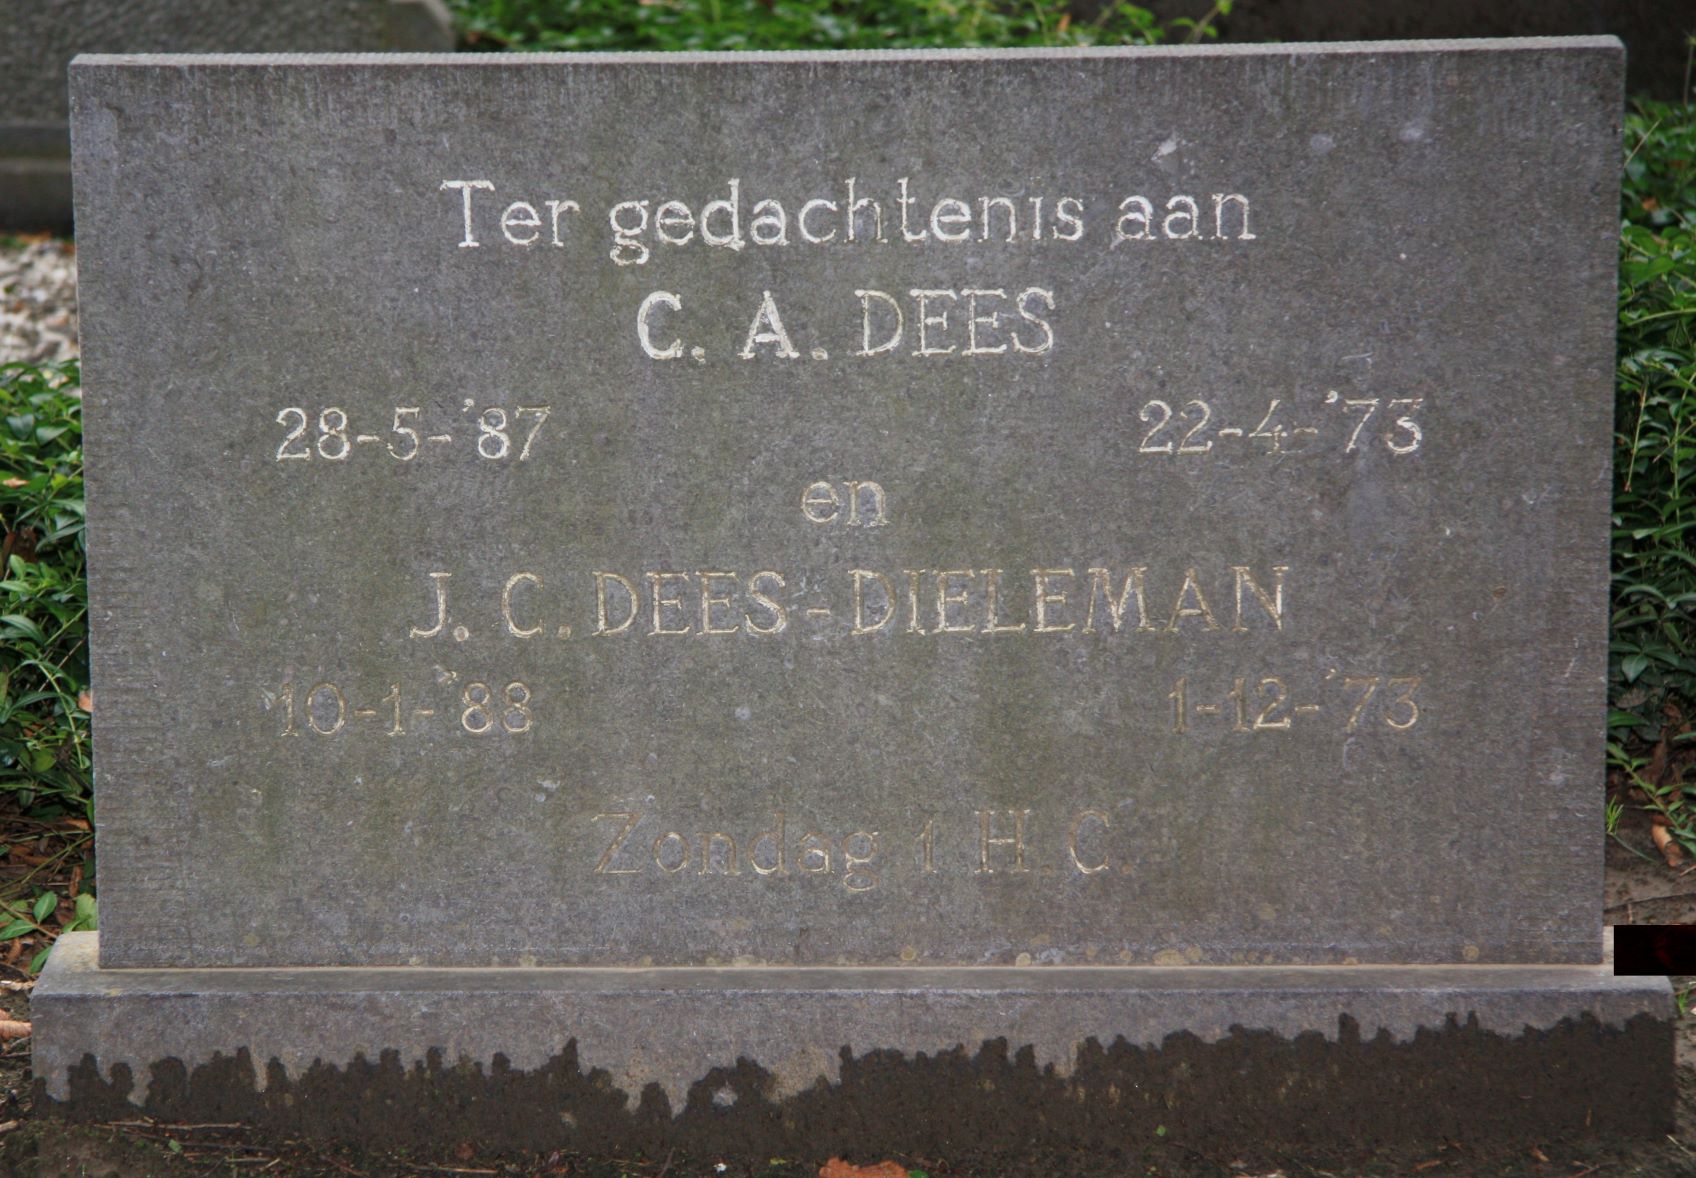 Ter gedachtenis aan
C. A. DEES
28-5-'87 22-4-'73
en
J. C. DEES-DIELEMAN
10-1-'88 1-12-'73
Zondag 1 H.C.